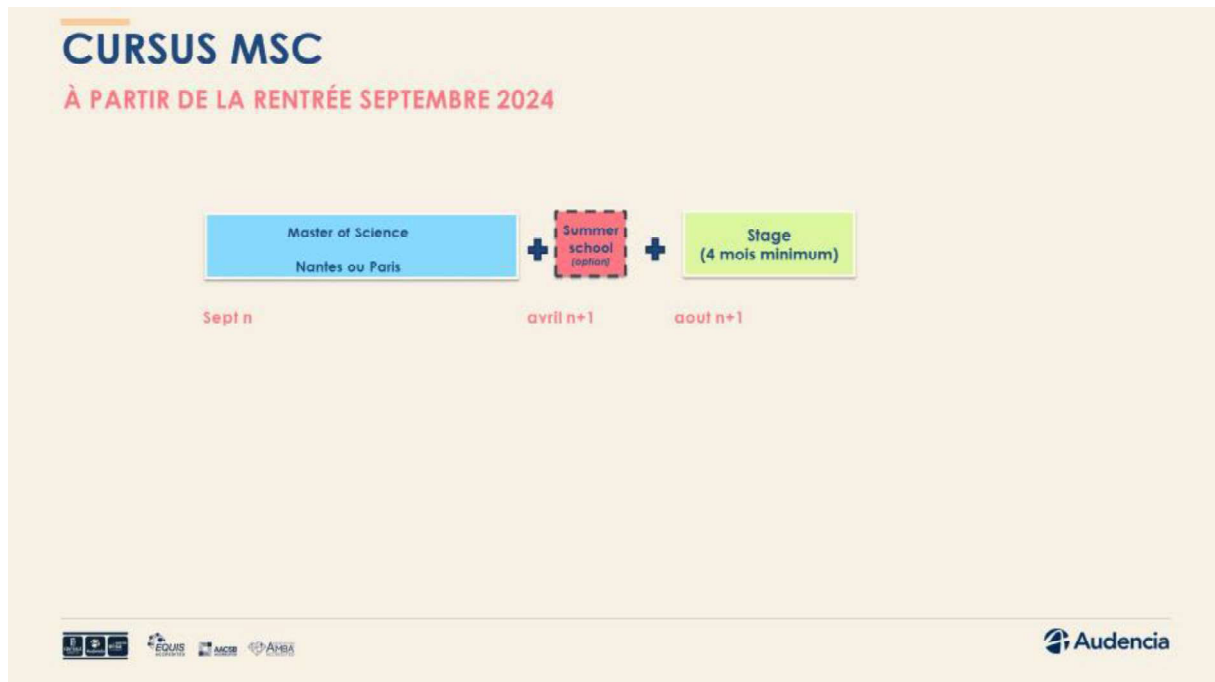 CURSUS MSC
À PARTIR DE LA RENTRÉE SEPTEMBRE 2024
Master of Science
Nantes ou Paris
Summer
school
(option)
Stage
(4 mois minimum)
Sept n
avril n+1
aout n+1
EQUIS
AACSB
AMBA
Audencia